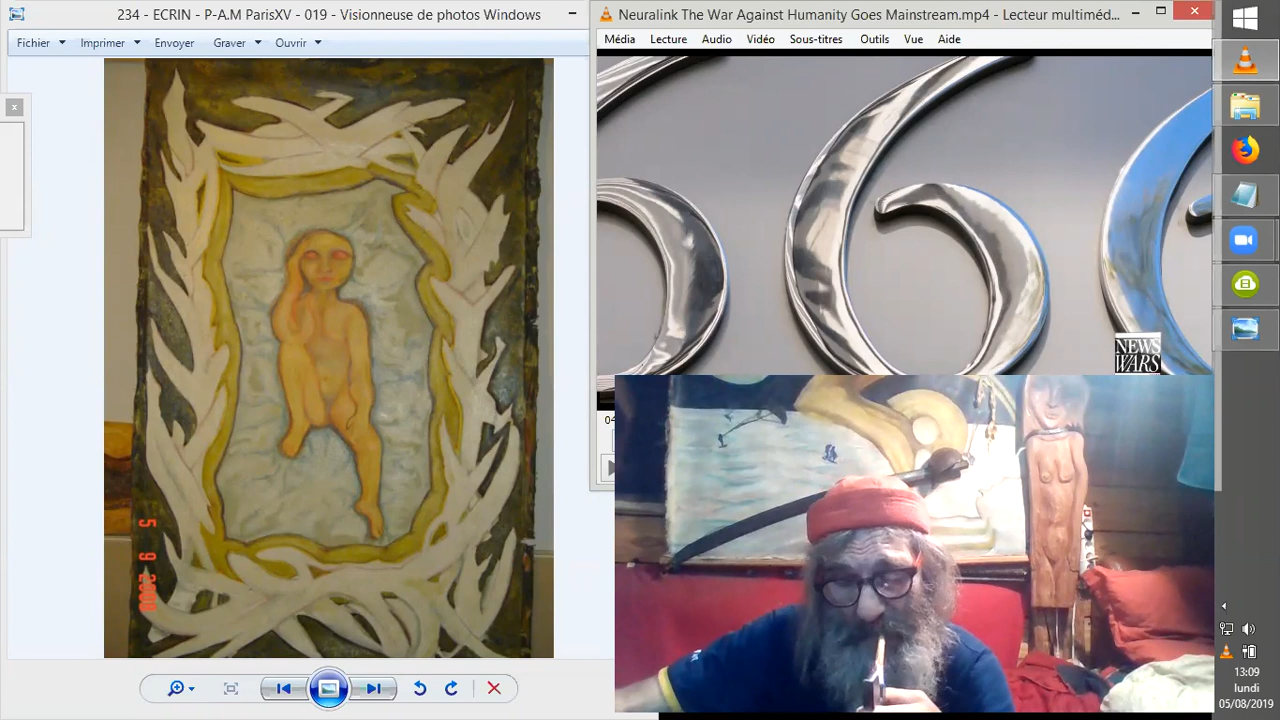 234 - ECRIN - P-A.M ParisXV - 019 - Visionneuse de photos Windows
Fichier Imprimer Envoyer Graver Ouvrir
Neuralink The War Against Humanity Goes Mainstream.mp4 - Lecteur multiméd...
Média Lecture Audio Vidéo Sous-titres Outils Vue Aide
666
NEWS
WARS
04
5 9 2000
13:09
lundi
05/08/2019